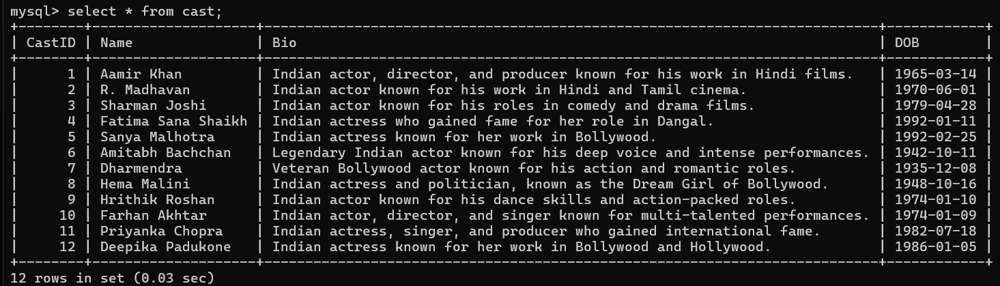 mysql> select * from cast;
+--------+--------------------+---------------------------------------------------------------------------+------------+
| CastID | Name               | Bio                                                                       | DOB        |
+--------+--------------------+---------------------------------------------------------------------------+------------+
|      1 | Aamir Khan         | Indian actor, director, and producer known for his work in Hindi films.   | 1965-03-14 |
|      2 | R. Madhavan        | Indian actor known for his work in Hindi and Tamil cinema.                | 1970-06-01 |
|      3 | Sharman Joshi      | Indian actor known for his roles in comedy and drama films.               | 1979-04-28 |
|      4 | Fatima Sana Shaikh | Indian actress who gained fame for her role in Dangal.                    | 1992-01-11 |
|      5 | Sanya Malhotra     | Indian actress known for her work in Bollywood.                           | 1992-02-25 |
|      6 | Amitabh Bachchan   | Legendary Indian actor known for his deep voice and intense performances. | 1942-10-11 |
|      7 | Dharmendra         | Veteran Bollywood actor known for his action and romantic roles.          | 1935-12-08 |
|      8 | Hema Malini        | Indian actress and politician, known as the Dream Girl of Bollywood.      | 1948-10-16 |
|      9 | Hrithik Roshan     | Indian actor known for his dance skills and action-packed roles.          | 1974-01-10 |
|     10 | Farhan Akhtar      | Indian actor, director, and singer known for multi-talented performances. | 1974-01-09 |
|     11 | Priyanka Chopra    | Indian actress, singer, and producer who gained international fame.       | 1982-07-18 |
|     12 | Deepika Padukone   | Indian actress known for her work in Bollywood and Hollywood.             | 1986-01-05 |
+--------+--------------------+---------------------------------------------------------------------------+------------+
12 rows in set (0.03 sec)